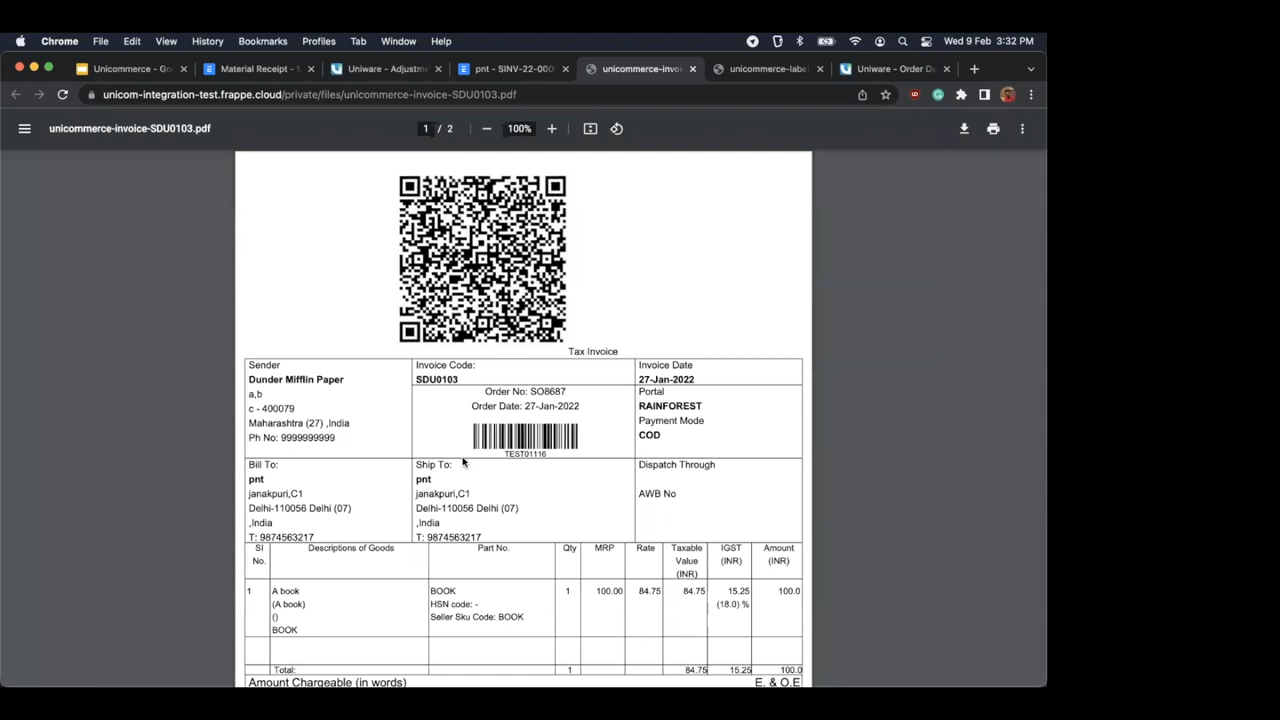 Chrome File Edit View History Bookmarks Profiles Tab Window Help Wed 9 Feb 3:32 PM
Unicommerce - Go Material Receipt - Uniware - Adjustme pnt - SINV-22-000 unicommerce-invoi unicommerce-label Uniware - Order De
unicom-integration-test.frappe.cloud/private/files/unicommerce-invoice-SDU0103.pdf
unicommerce-invoice-SDU0103.pdf 1 / 2 100%
Tax Invoice
Sender Invoice Code: Invoice Date
Dunder Mifflin Paper SDU0103 27-Jan-2022
a,b Order No: SO8687 Portal
c - 400079 Order Date: 27-Jan-2022 RAINFOREST
Maharashtra (27) ,India Payment Mode
Ph No: 9999999999 COD
TEST01116
Bill To: Ship To: Dispatch Through
pnt pnt
janakpuri,C1 janakpuri,C1 AWB No
Delhi-110056 Delhi (07) Delhi-110056 Delhi (07)
,India ,India
T: 9874563217 T: 9874563217
SI Descriptions of Goods Part No. Qty MRP Rate Taxable IGST Amount
No. Value (INR) (INR)
(INR)
1 A book BOOK 1 100.00 84.75 84.75 15.25 100.0
(A book) HSN code: - (18.0) %
() Seller Sku Code: BOOK
BOOK
Total: 1 84.75 15.25 100.0
Amount Chargeable (in words) E. & O.E